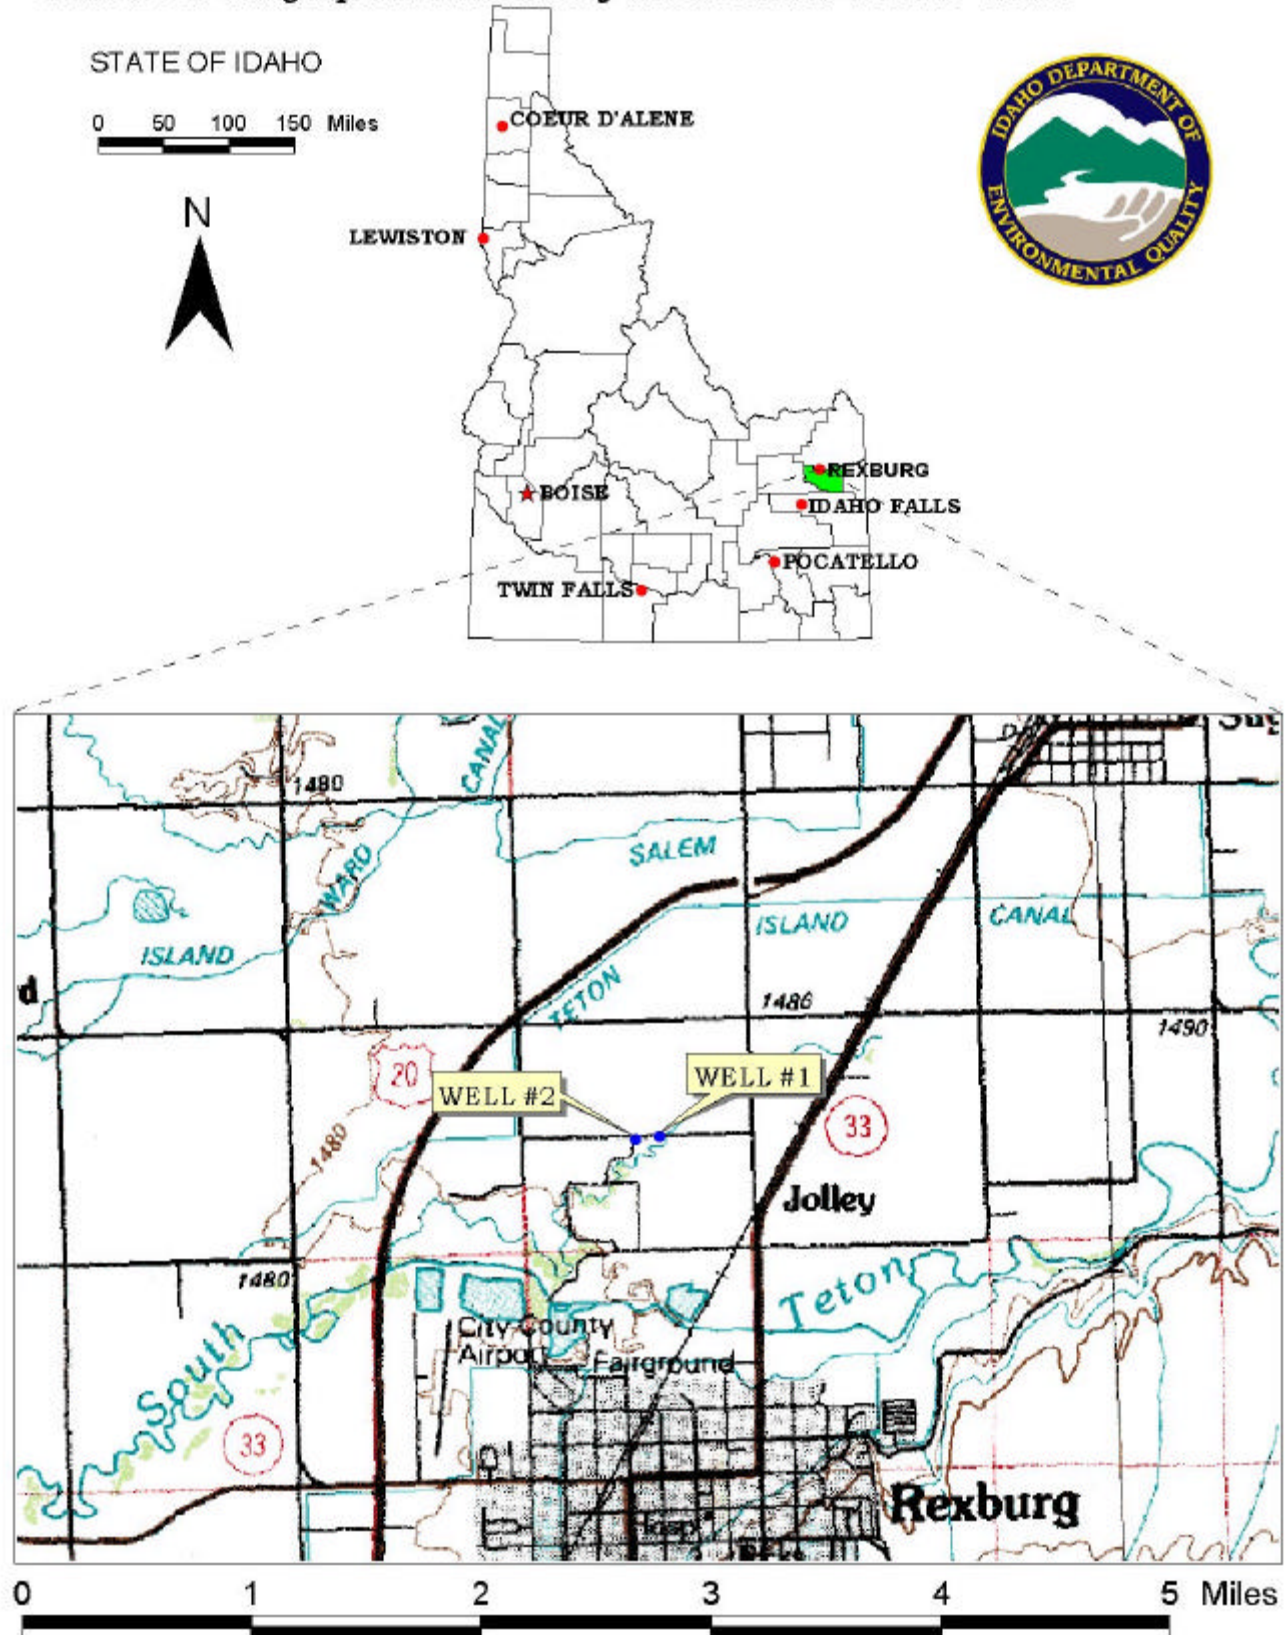 STATE OF IDAHO
0 50 100 150 Miles
N
COEUR D'ALENE
LEWISTON
BOISE
REXBURG
IDAHO FALLS
POCATELLO
TWIN FALLS
IDAHO DEPARTMENT OF
ENVIRONMENTAL QUALITY
1480
CANAL
WARD
SALEM
ISLAND
ISLAND
CANAL
TETON
d
1486
1490
20
WELL #2
WELL #1
33
1480
Jolley
1480
Teton
South
City-County
Airport
Fairground
33
Rexburg
0 1 2 3 4 5 Miles